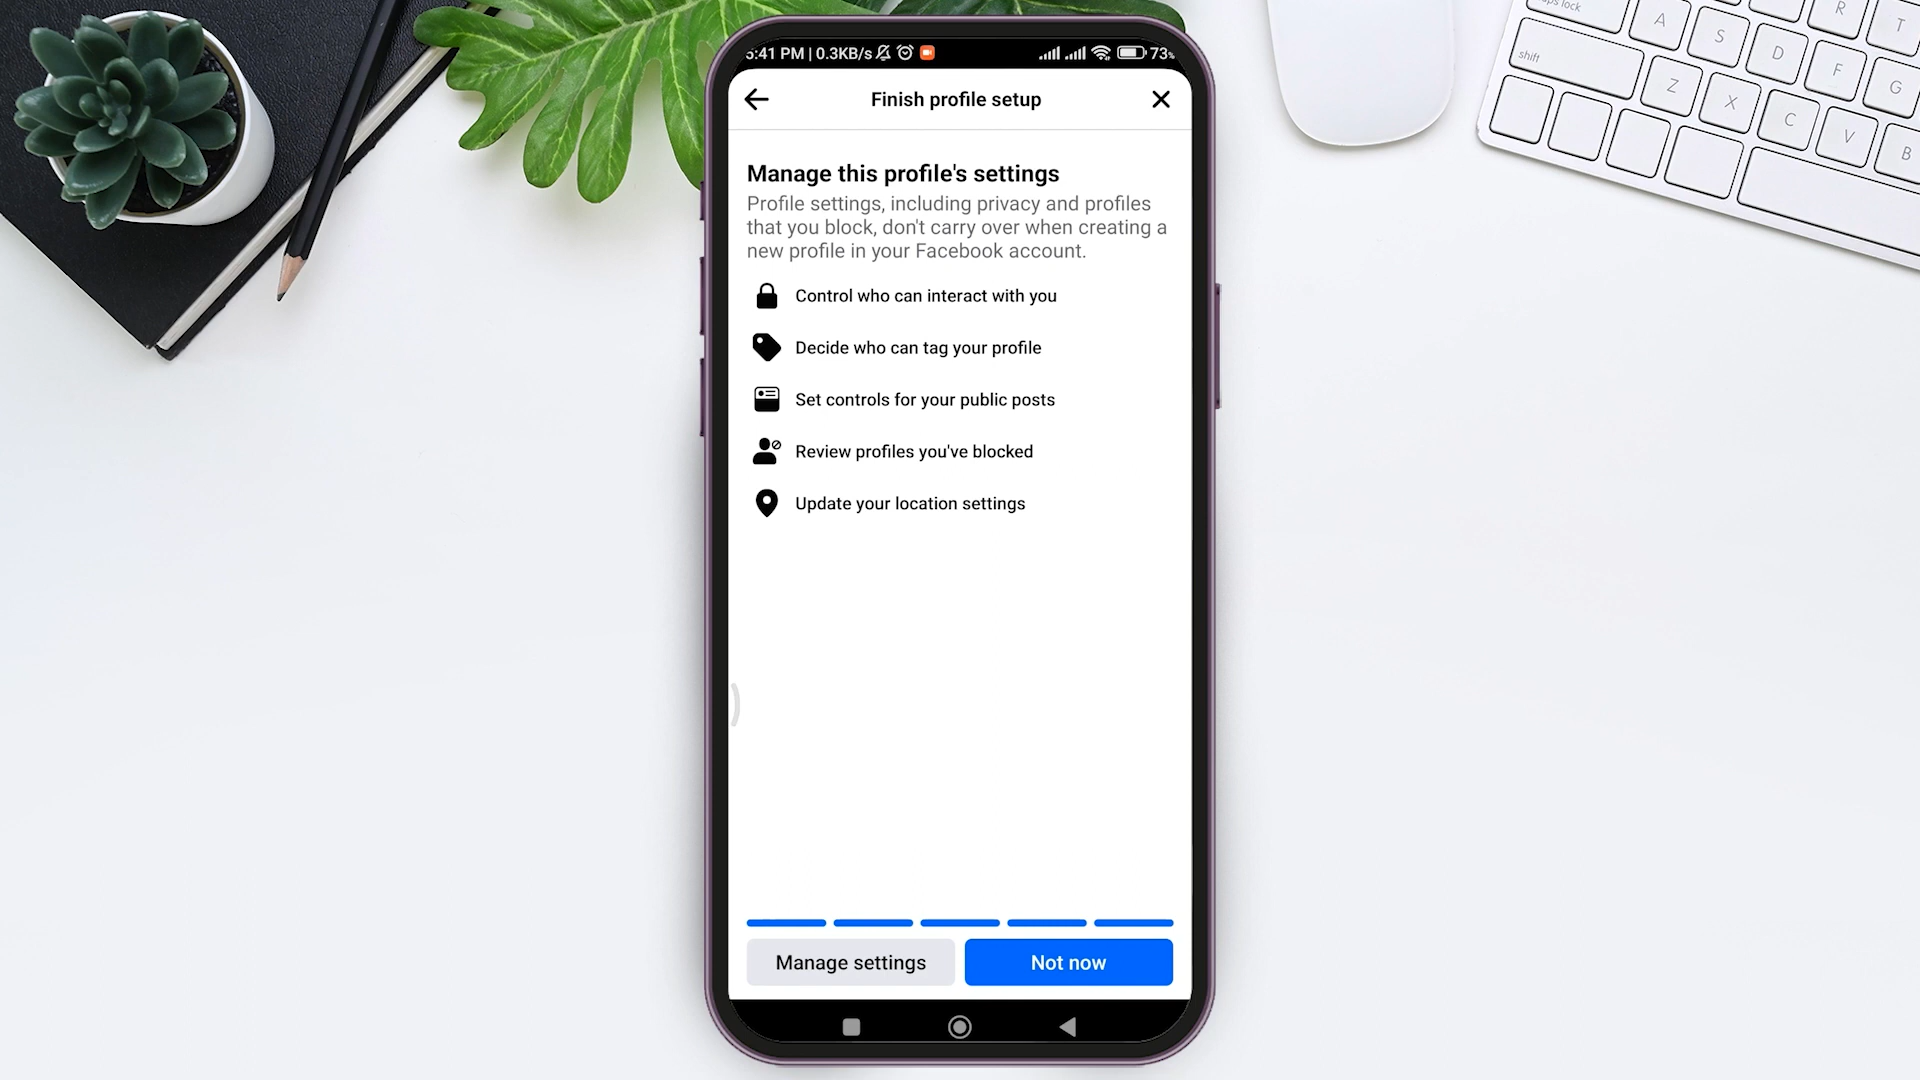 :41 PM | 0.3KB/s 73%
Finish profile setup
Manage this profile's settings
Profile settings, including privacy and profiles
that you block, don't carry over when creating a
new profile in your Facebook account.
Control who can interact with you
Decide who can tag your profile
Set controls for your public posts
Review profiles you've blocked
Update your location settings
Manage settings Not now
caps lock A S D F R T G
shift Z X C V B